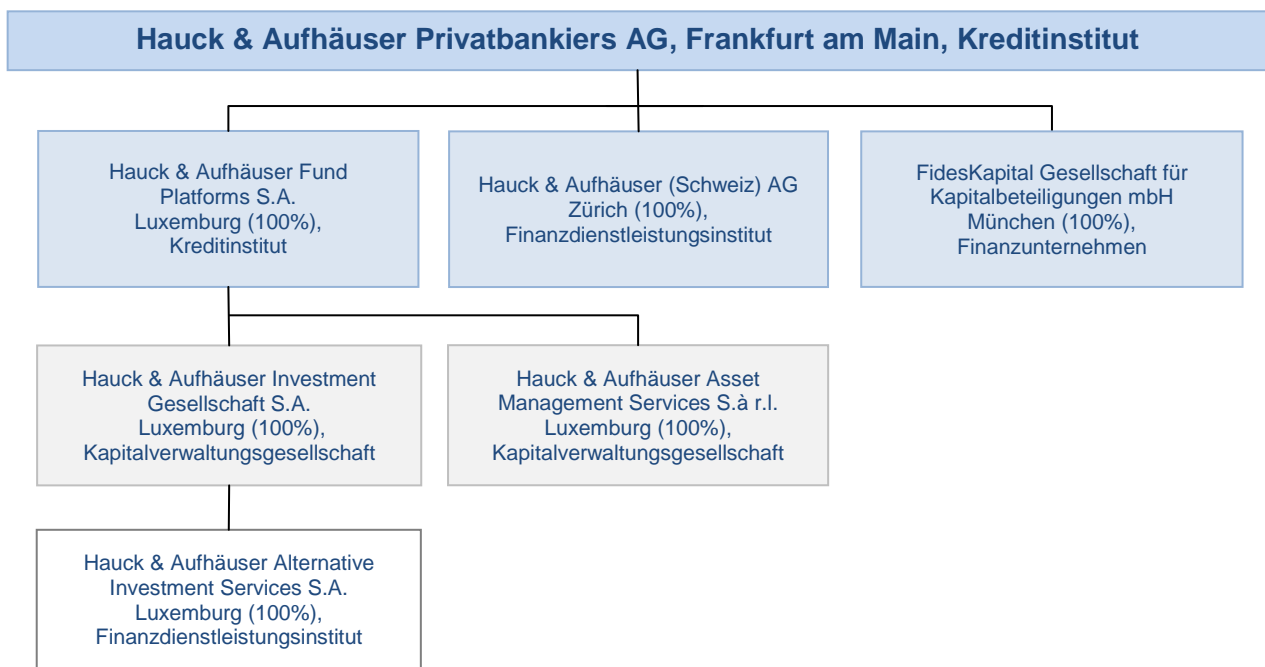 Hauck & Aufhäuser Privatbankiers AG, Frankfurt am Main, Kreditinstitut
Hauck & Aufhäuser Fund
Platforms S.A.
Luxemburg (100%),
Kreditinstitut
Hauck & Aufhäuser (Schweiz) AG
Zürich (100%),
Finanzdienstleistungsinstitut
FidesKapital Gesellschaft für
Kapitalbeteiligungen mbH
München (100%),
Finanzunternehmen
Hauck & Aufhäuser Investment
Gesellschaft S.A.
Luxemburg (100%),
Kapitalverwaltungsgesellschaft
Hauck & Aufhäuser Asset
Management Services S.à r.l.
Luxemburg (100%),
Kapitalverwaltungsgesellschaft
Hauck & Aufhäuser Alternative
Investment Services S.A.
Luxemburg (100%),
Finanzdienstleistungsinstitut